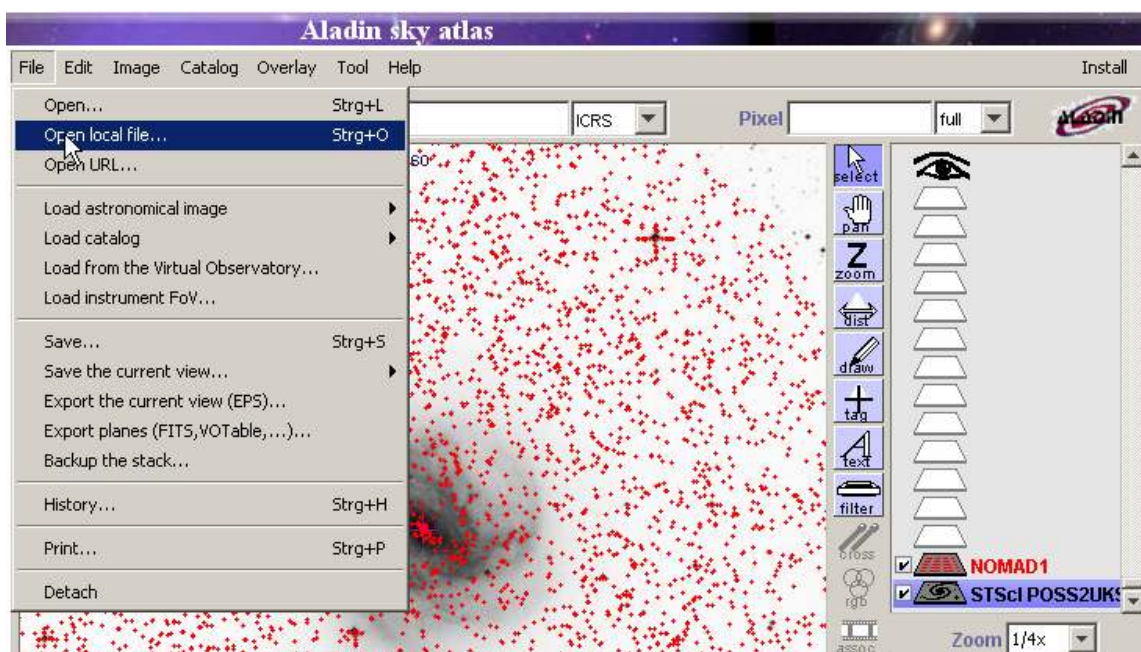 Aladin sky atlas
File Edit Image Catalog Overlay Tool Help Install
Open... Strg+L
Open local file... Strg+O
Open URL...
Load astronomical image
Load catalog
Load from the Virtual Observatory...
Load instrument FoV...
Save... Strg+S
Save the current view...
Export the current view (EPS)...
Export planes (FITS,VOTable,...)...
Backup the stack...
History... Strg+H
Print... Strg+P
Detach
ICRS
Pixel
full
Aladin
60'
select
pan
zoom
dist
draw
tag
text
filter
cross
rgb
assoc
NOMAD1
STScI POSS2UKS
Zoom 1/4x